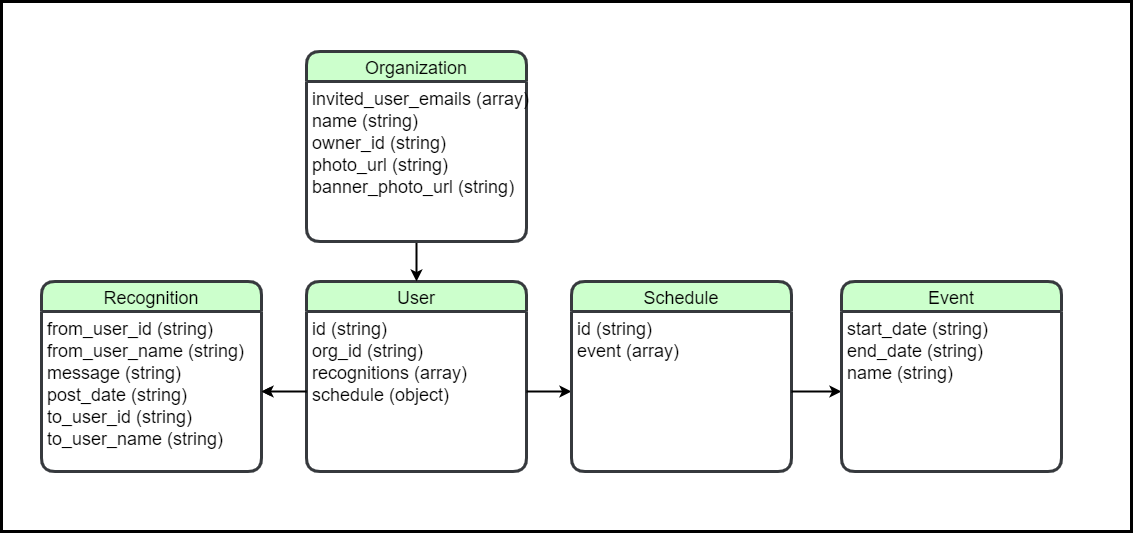 Organization
invited_user_emails (array)
name (string)
owner_id (string)
photo_url (string)
banner_photo_url (string)
Recognition
from_user_id (string)
from_user_name (string)
message (string)
post_date (string)
to_user_id (string)
to_user_name (string)
User
id (string)
org_id (string)
recognitions (array)
schedule (object)
Schedule
id (string)
event (array)
Event
start_date (string)
end_date (string)
name (string)